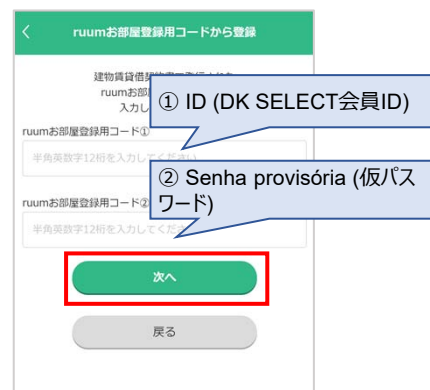 ruumお部屋登録用コードから登録
建物賃貸借
ruumお部
入力し
① ID (DK SELECT会員ID)
ruumお部屋登録用コード①
半角英数字12桁を入力してください
② Senha provisória (仮パス
ワード)
ruumお部屋登録用コード②
半角英数字12桁を入力してくだ
次へ
戻る